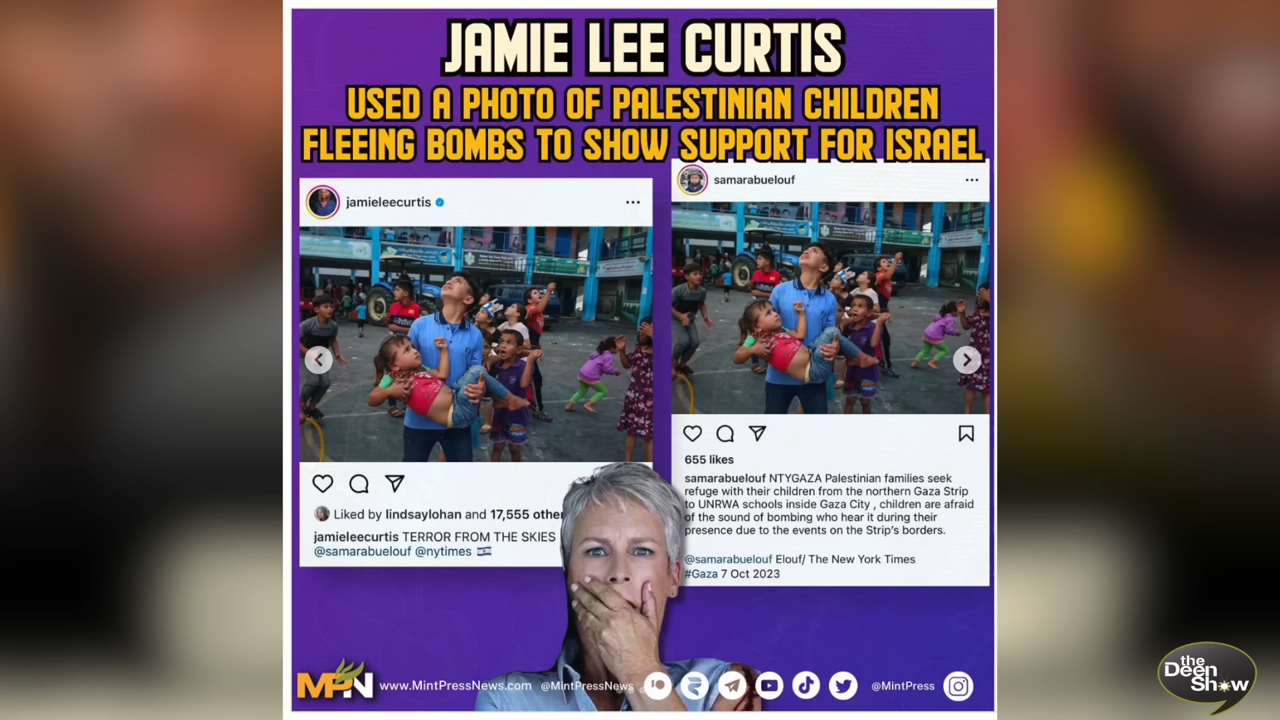 JAMIE LEE CURTIS
USED A PHOTO OF PALESTINIAN CHILDREN
FLEEING BOMBS TO SHOW SUPPORT FOR ISRAEL
jamieleecurtis
Liked by lindsaylohan and 17,555 other
jamieleecurtis TERROR FROM THE SKIES
@samarabuelouf @nytimes 🇮🇱
samarabuelouf
655 likes
samarabuelouf NTYGAZA Palestinian families seek
refuge with their children from the northern Gaza Strip
to UNRWA schools inside Gaza City , children are afraid
of the sound of bombing who hear it during their
presence due to the events on the Strip's borders.
@samarabuelouf Elouf/ The New York Times
#Gaza 7 Oct 2023
MPN www.MintPressNews.com @MintPressNews @MintPress
the
Deen
Show